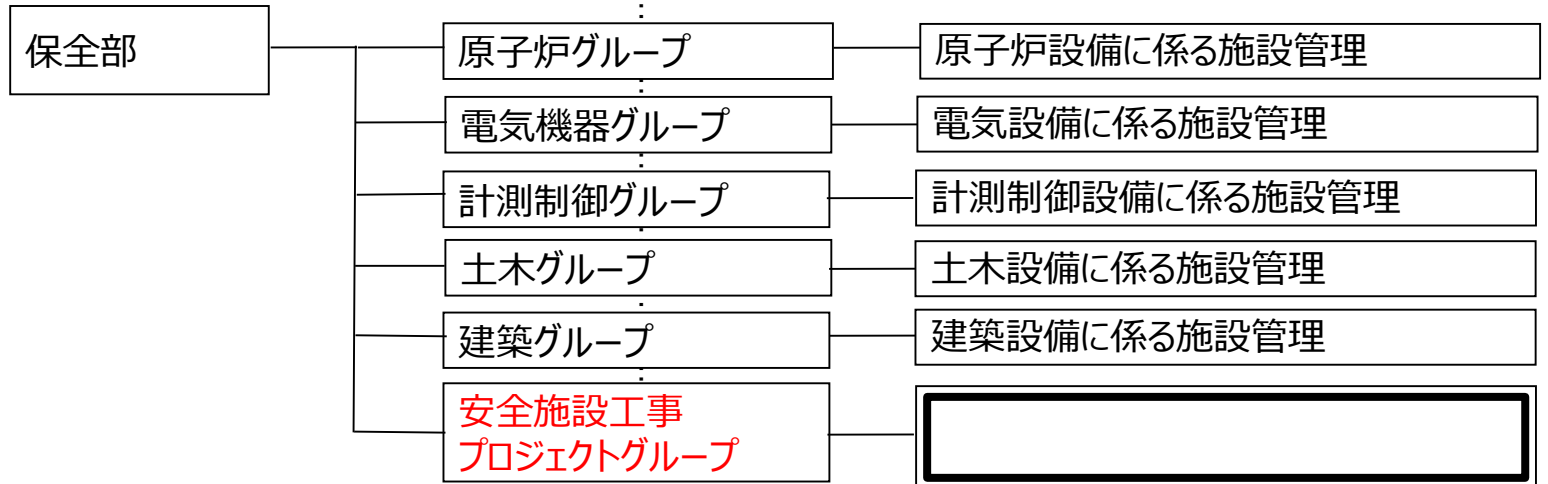 保全部
原子炉グループ
原子炉設備に係る施設管理
電気機器グループ
電気設備に係る施設管理
計測制御グループ
計測制御設備に係る施設管理
土木グループ
土木設備に係る施設管理
建築グループ
建築設備に係る施設管理
安全施設工事
プロジェクトグループ